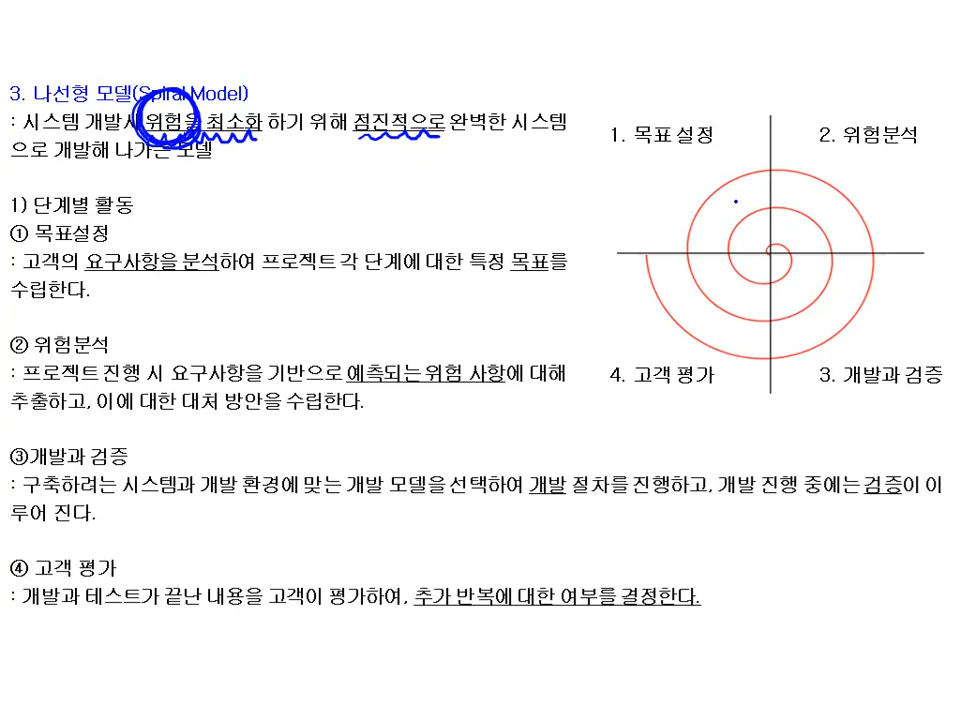 3. 나선형 모델(Spiral Model)
: 시스템 개발시 위험을 최소화 하기 위해 점진적으로 완벽한 시스템
으로 개발해 나가는 모델
1) 단계별 활동
① 목표설정
: 고객의 요구사항을 분석하여 프로젝트 각 단계에 대한 특정 목표를
수립한다.
② 위험분석
: 프로젝트 진행 시 요구사항을 기반으로 예측되는 위험 사항에 대해
추출하고, 이에 대한 대처 방안을 수립한다.
③개발과 검증
: 구축하려는 시스템과 개발 환경에 맞는 개발 모델을 선택하여 개발 절차를 진행하고, 개발 진행 중에는 검증이 이
루어 진다.
④ 고객 평가
: 개발과 테스트가 끝난 내용을 고객이 평가하여, 추가 반복에 대한 여부를 결정한다.
1. 목표 설정
2. 위험분석
4. 고객 평가
3. 개발과 검증